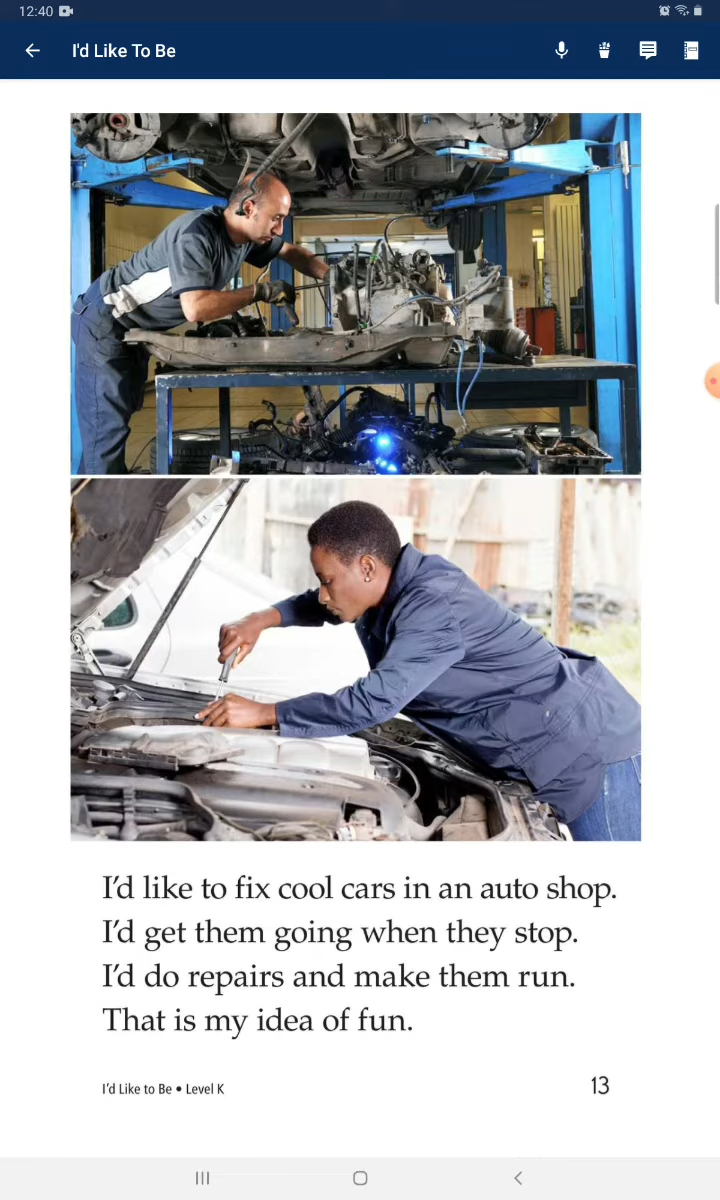 12:40
I'd Like To Be
I'd like to fix cool cars in an auto shop.
I'd get them going when they stop.
I'd do repairs and make them run.
That is my idea of fun.
I'd Like to Be • Level K
13